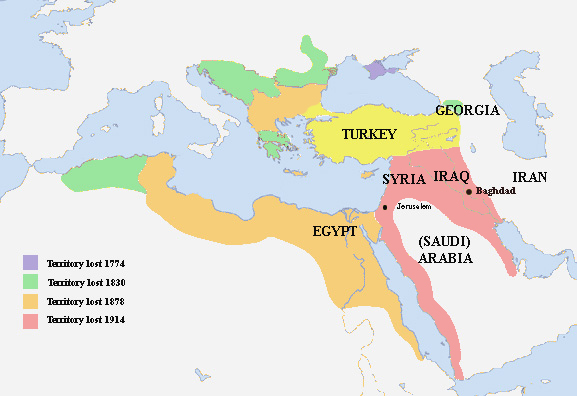 GEORGIA
TURKEY
SYRIA
IRAQ
IRAN
Baghdad
Jeruselem
EGYPT
(SAUDI)
ARABIA
Territory lost 1774
Territory lost 1830
Territory lost 1878
Territory lost 1914